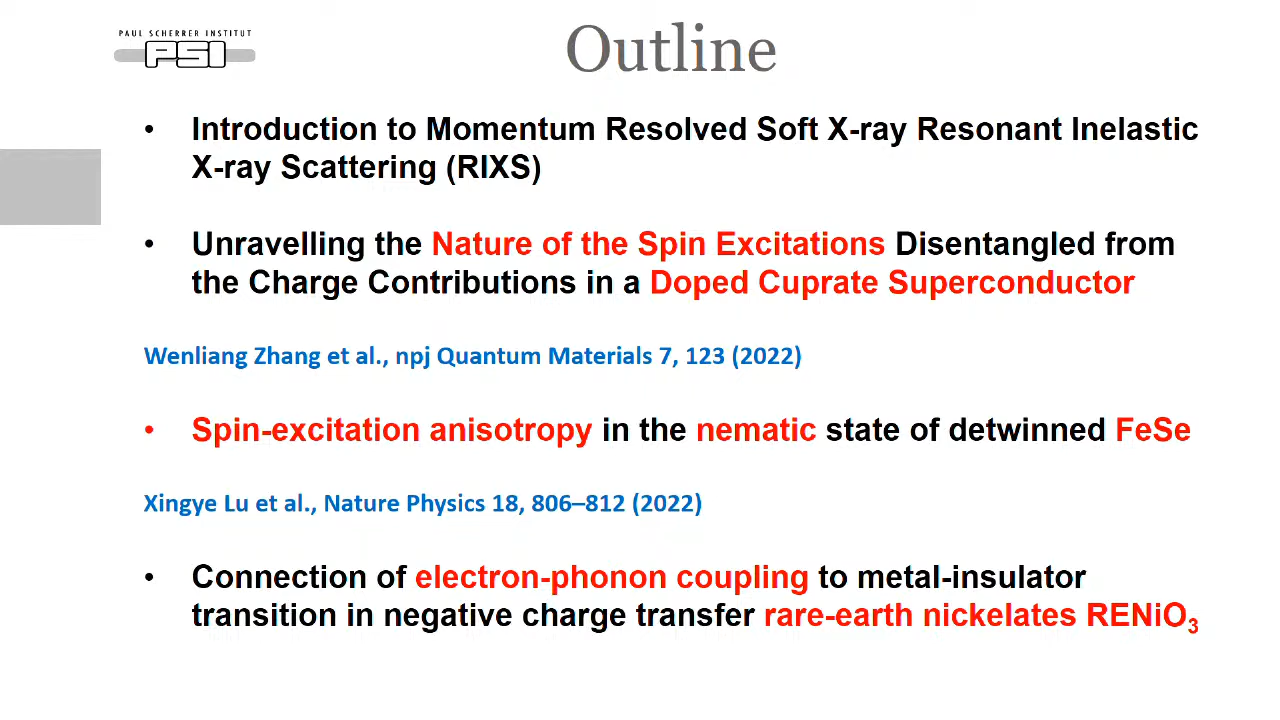 PAUL SCHERRER INSTITUT
PSI
Outline
• Introduction to Momentum Resolved Soft X-ray Resonant Inelastic
X-ray Scattering (RIXS)
• Unravelling the Nature of the Spin Excitations Disentangled from
the Charge Contributions in a Doped Cuprate Superconductor
Wenliang Zhang et al., npj Quantum Materials 7, 123 (2022)
• Spin-excitation anisotropy in the nematic state of detwinned FeSe
Xingye Lu et al., Nature Physics 18, 806–812 (2022)
• Connection of electron-phonon coupling to metal-insulator
transition in negative charge transfer rare-earth nickelates RENiO₃